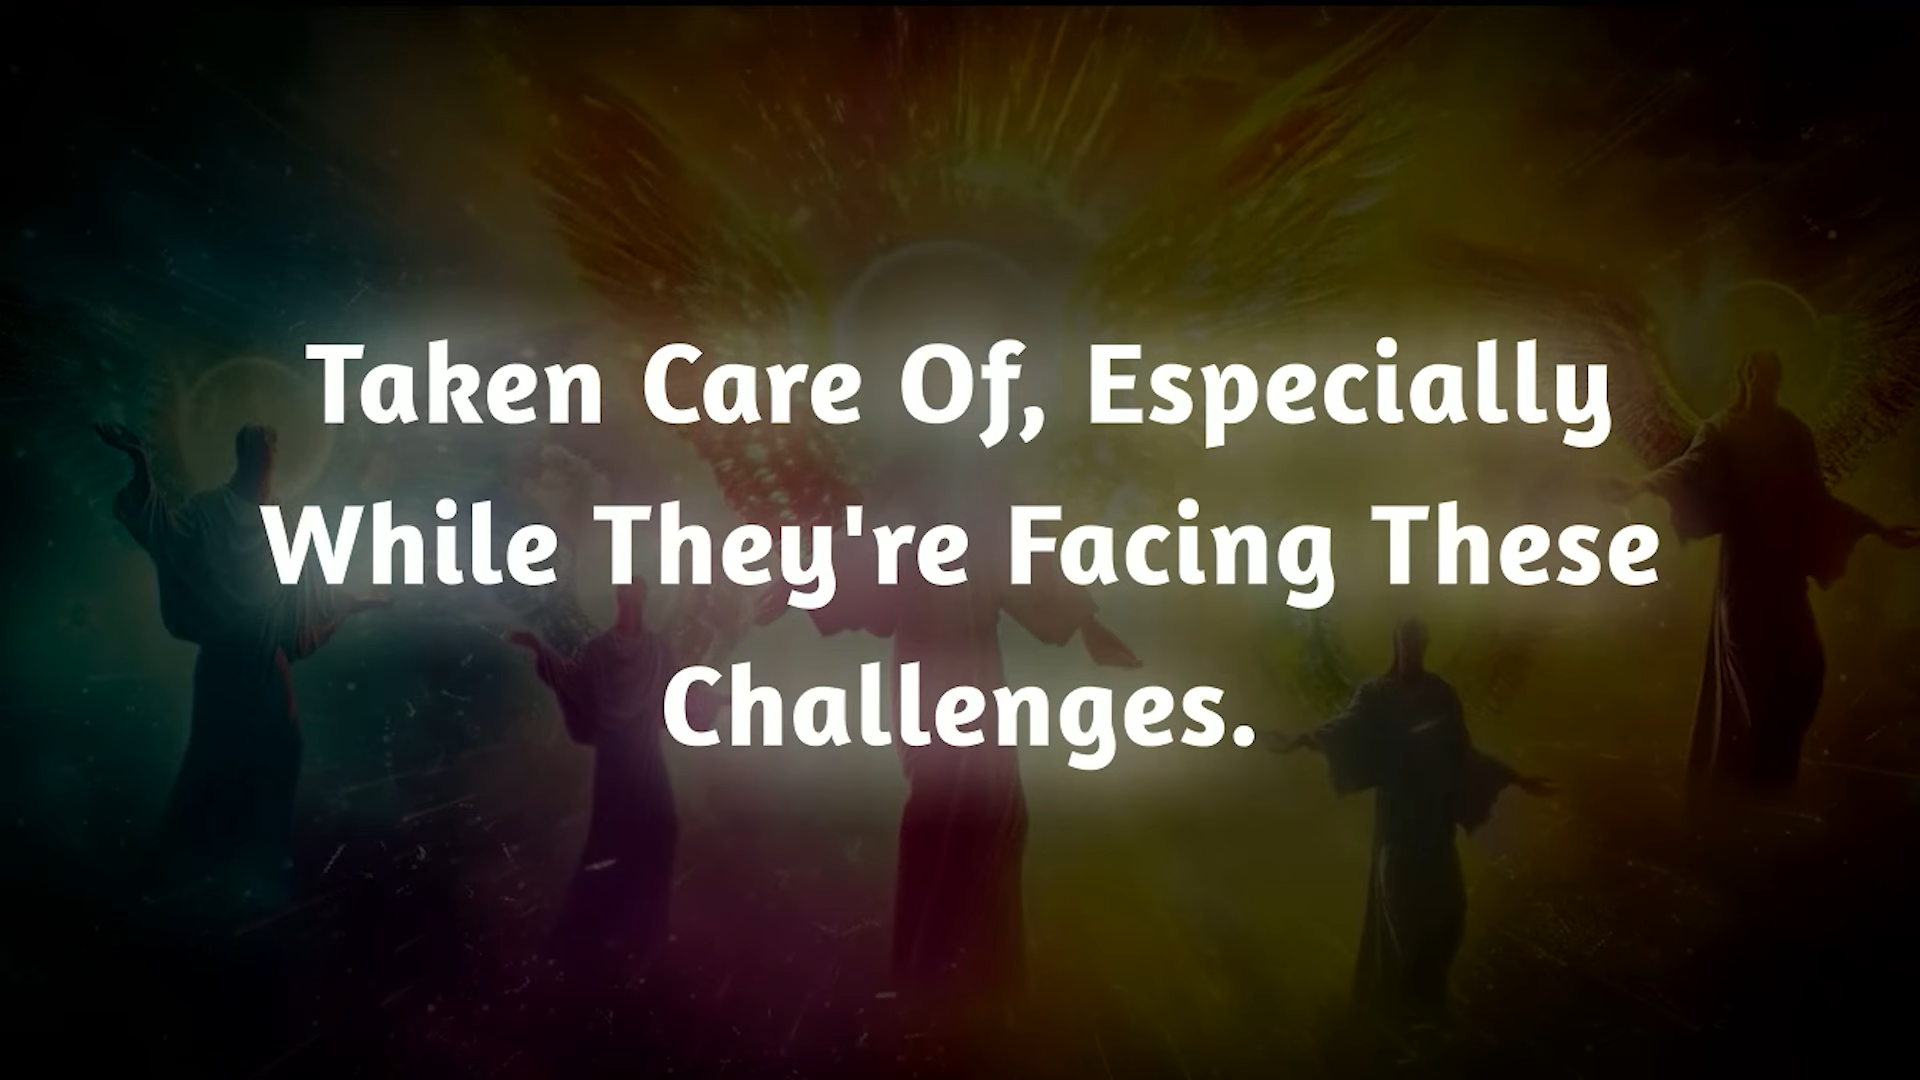 Taken Care Of, Especially
While They're Facing These
Challenges.